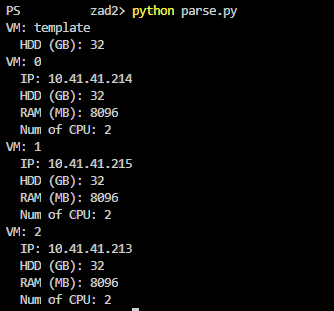 PS zad2> python parse.py
VM: template
HDD (GB): 32
VM: 0
IP: 10.41.41.214
HDD (GB): 32
RAM (MB): 8096
Num of CPU: 2
VM: 1
IP: 10.41.41.215
HDD (GB): 32
RAM (MB): 8096
Num of CPU: 2
VM: 2
IP: 10.41.41.213
HDD (GB): 32
RAM (MB): 8096
Num of CPU: 2